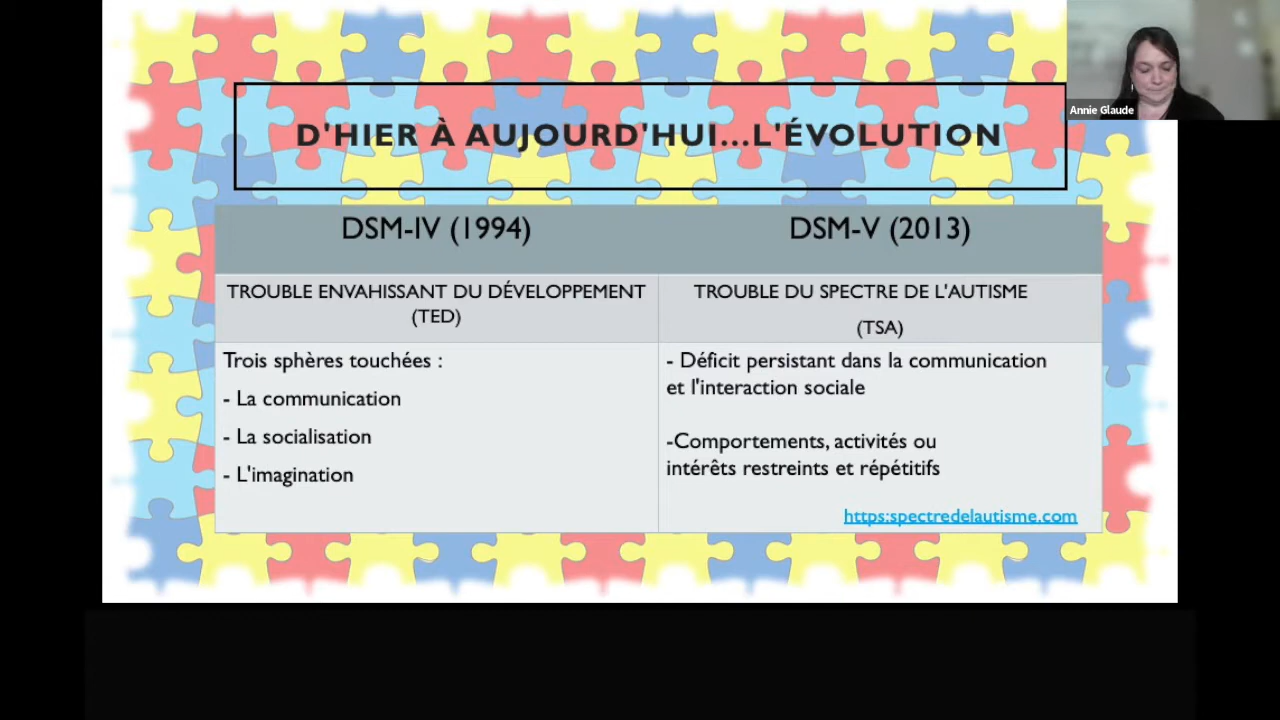 Annie Glaude
D'HIER À AUJOURD'HUI...L'ÉVOLUTION
DSM-IV (1994)
DSM-V (2013)
TROUBLE ENVAHISSANT DU DÉVELOPPEMENT
(TED)
TROUBLE DU SPECTRE DE L'AUTISME
(TSA)
Trois sphères touchées :
- La communication
- La socialisation
- L'imagination
- Déficit persistant dans la communication
et l'interaction sociale
-Comportements, activités ou
intérêts restreints et répétitifs
https:spectredelautisme.com